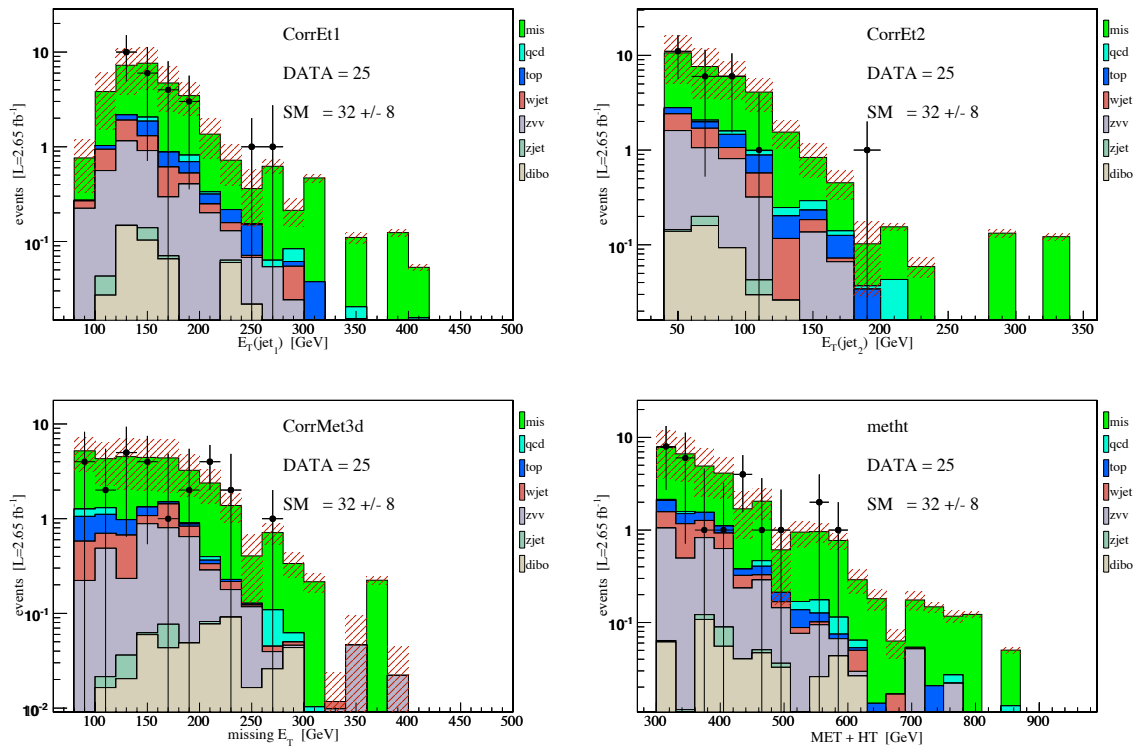 CorrEt1
DATA = 25
SM = 32 +/- 8
events [L=2.65 fb⁻¹]
10
1
10⁻¹
100 150 200 250 300 350 400 450 500
E_T(jet_1) [GeV]
mis
qcd
top
wjet
zvv
zjet
dibo
CorrEt2
DATA = 25
SM = 32 +/- 8
events [L=2.65 fb⁻¹]
10
1
10⁻¹
50 100 150 200 250 300 350
E_T(jet_2) [GeV]
mis
qcd
top
wjet
zvv
zjet
dibo
CorrMet3d
DATA = 25
SM = 32 +/- 8
events [L=2.65 fb⁻¹]
10
1
10⁻¹
10⁻²
100 150 200 250 300 350 400 450 500
missing E_T [GeV]
mis
qcd
top
wjet
zvv
zjet
dibo
metht
DATA = 25
SM = 32 +/- 8
events [L=2.65 fb⁻¹]
10
1
10⁻¹
10⁻²
300 400 500 600 700 800 900
MET + HT [GeV]
mis
qcd
top
wjet
zvv
zjet
dibo